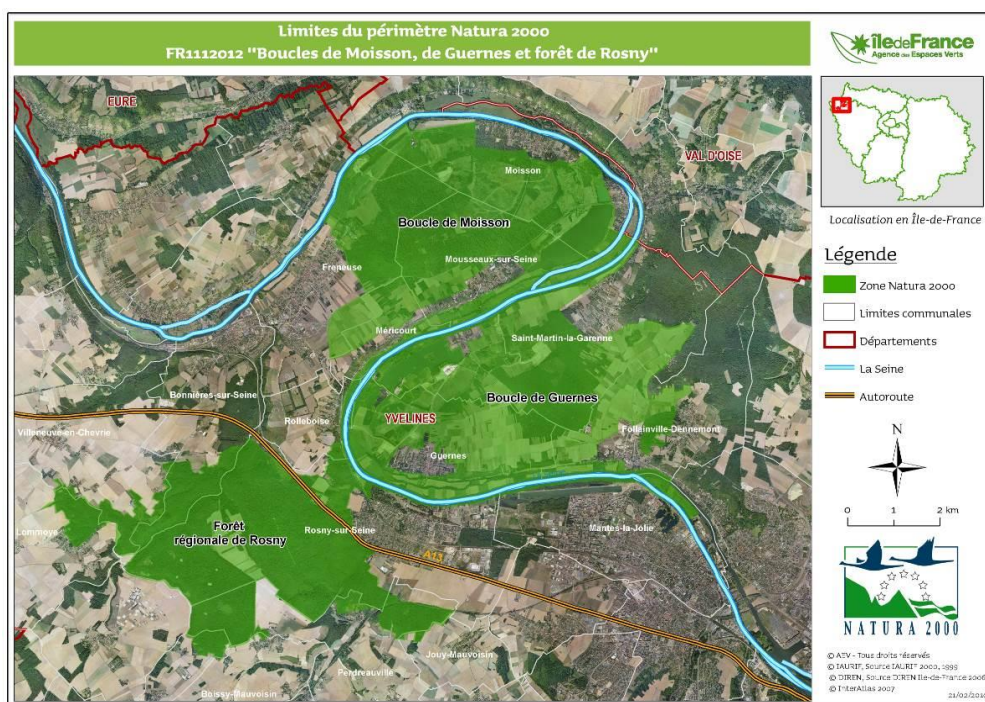 Limites du périmètre Natura 2000
FR1112012 "Boucles de Moisson, de Guernes et forêt de Rosny"
îledeFrance
Agence des Espaces Verts
EURE
VAL D'OISE
Moisson
Boucle de Moisson
Mousseaux-sur-Seine
Freneuse
Méricourt
Saint-Martin-la-Garenne
Bonnières-sur-Seine
Boucle de Guernes
Rolleboise
YVELINES
Villeneuve-en-Chevrie
Follainville-Dennemont
Guernes
Forêt
régionale de Rosny
Rosny-sur-Seine
Mantes-la-Jolie
Lommoye
A13
Jouy-Mauvoisin
Perdreauville
Boissy-Mauvoisin
Localisation en Île-de-France
Légende
Zone Natura 2000
Limites communales
Départements
La Seine
Autoroute
N
0 1 2 km
NATURA 2000
© AEV - Tous droits réservés
© IAURIF, Source IAURIF 2000, 1999
© DIREN, Source DIREN Ile-de-France 2006
© InterAtlas 2007